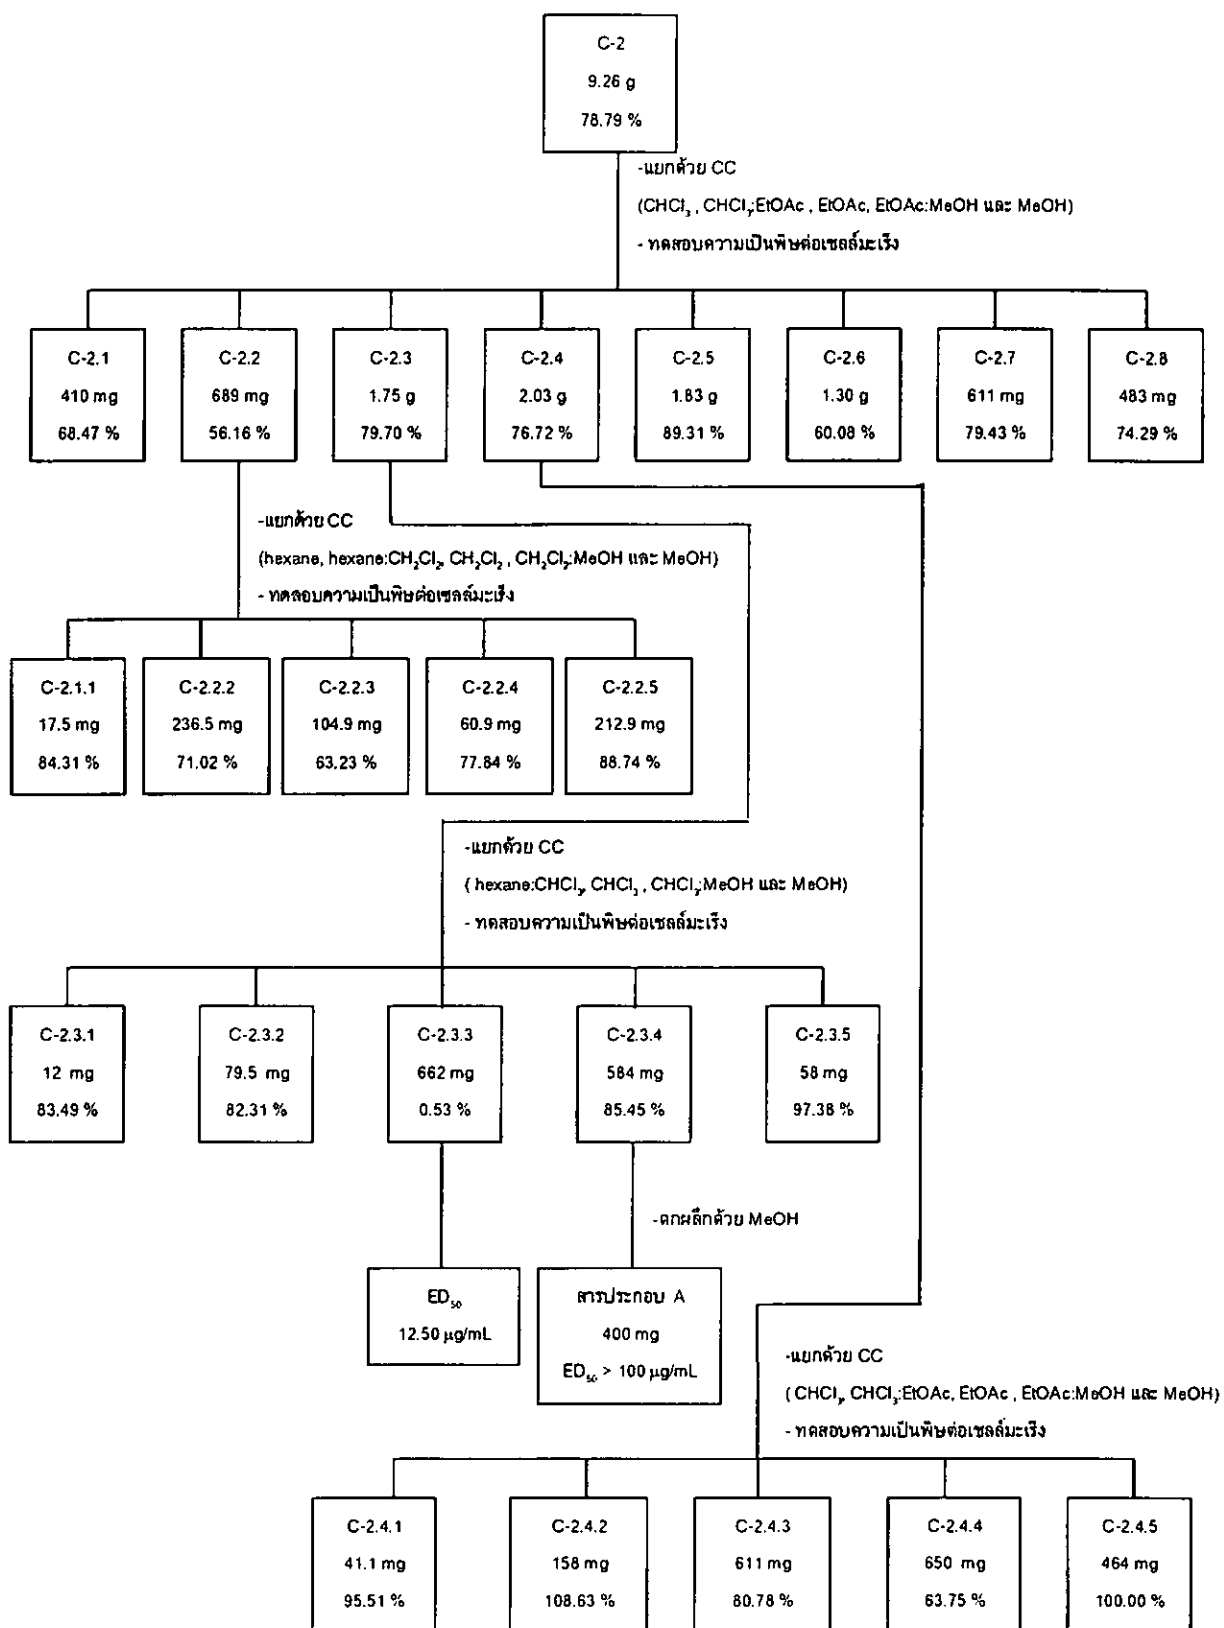 C-2
9.26 g
78.79 %
-แยกด้วย CC
(CHCl₃ , CHCl₃:EtOAc , EtOAc, EtOAc:MeOH และ MeOH)
- ทดสอบความเป็นพิษต่อเซลล์มะเร็ง
C-2.1
410 mg
68.47 %
C-2.2
689 mg
56.16 %
C-2.3
1.75 g
79.70 %
C-2.4
2.03 g
76.72 %
C-2.5
1.83 g
89.31 %
C-2.6
1.30 g
60.08 %
C-2.7
611 mg
79.43 %
C-2.8
483 mg
74.29 %
-แยกด้วย CC
(hexane, hexane:CH₂Cl₂, CH₂Cl₂ , CH₂Cl₂:MeOH และ MeOH)
- ทดสอบความเป็นพิษต่อเซลล์มะเร็ง
C-2.1.1
17.5 mg
84.31 %
C-2.2.2
236.5 mg
71.02 %
C-2.2.3
104.9 mg
63.23 %
C-2.2.4
60.9 mg
77.84 %
C-2.2.5
212.9 mg
88.74 %
-แยกด้วย CC
( hexane:CHCl₃, CHCl₃ , CHCl₃:MeOH และ MeOH)
- ทดสอบความเป็นพิษต่อเซลล์มะเร็ง
C-2.3.1
12 mg
83.49 %
C-2.3.2
79.5 mg
82.31 %
C-2.3.3
662 mg
0.53 %
C-2.3.4
584 mg
85.45 %
C-2.3.5
58 mg
97.38 %
-ตกผลึกด้วย MeOH
ED₅₀
12.50 µg/mL
สารประกอบ A
400 mg
ED₅₀ > 100 µg/mL
-แยกด้วย CC
( CHCl₃, CHCl₃:EtOAc, EtOAc , EtOAc:MeOH และ MeOH)
- ทดสอบความเป็นพิษต่อเซลล์มะเร็ง
C-2.4.1
41.1 mg
95.51 %
C-2.4.2
158 mg
108.63 %
C-2.4.3
611 mg
80.78 %
C-2.4.4
650 mg
63.75 %
C-2.4.5
464 mg
100.00 %